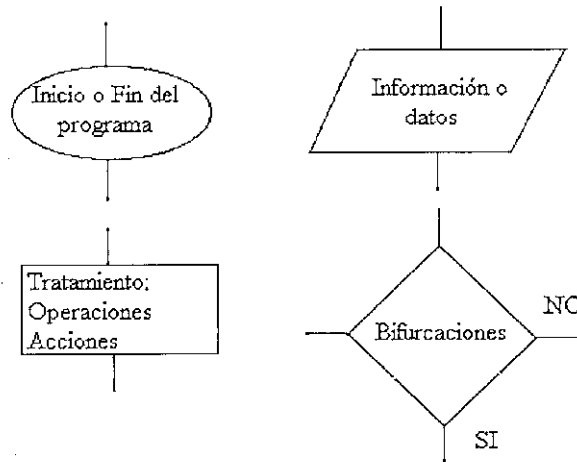 Inicio o Fin del
programa
Información o
datos
Tratamiento;
Operaciones
Acciones
Bifurcaciones
NO
SI